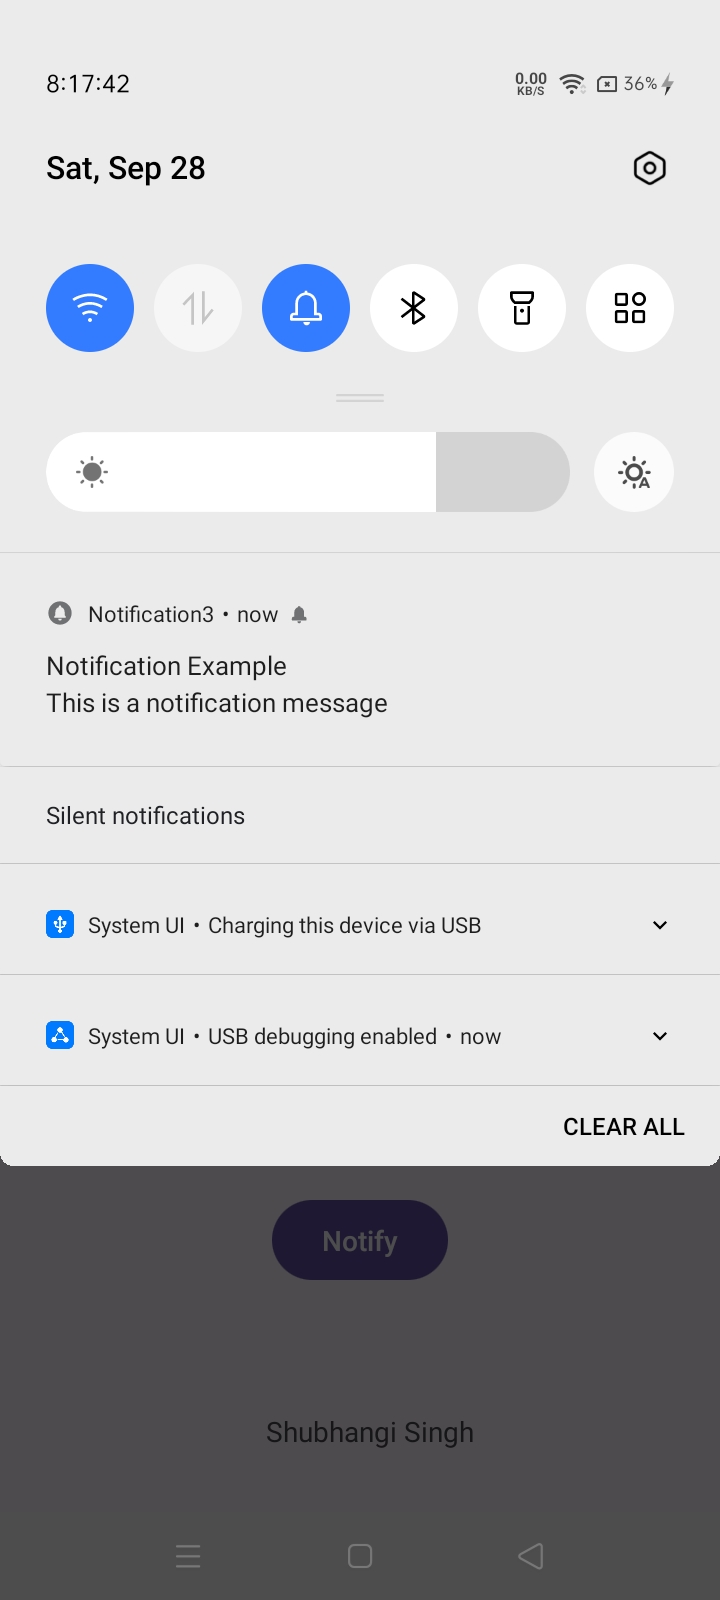 8:17:42
0.00
KB/S
36%
Sat, Sep 28
A
Notification3 • now
Notification Example
This is a notification message
Silent notifications
System UI • Charging this device via USB
System UI • USB debugging enabled • now
CLEAR ALL
Notify
Shubhangi Singh